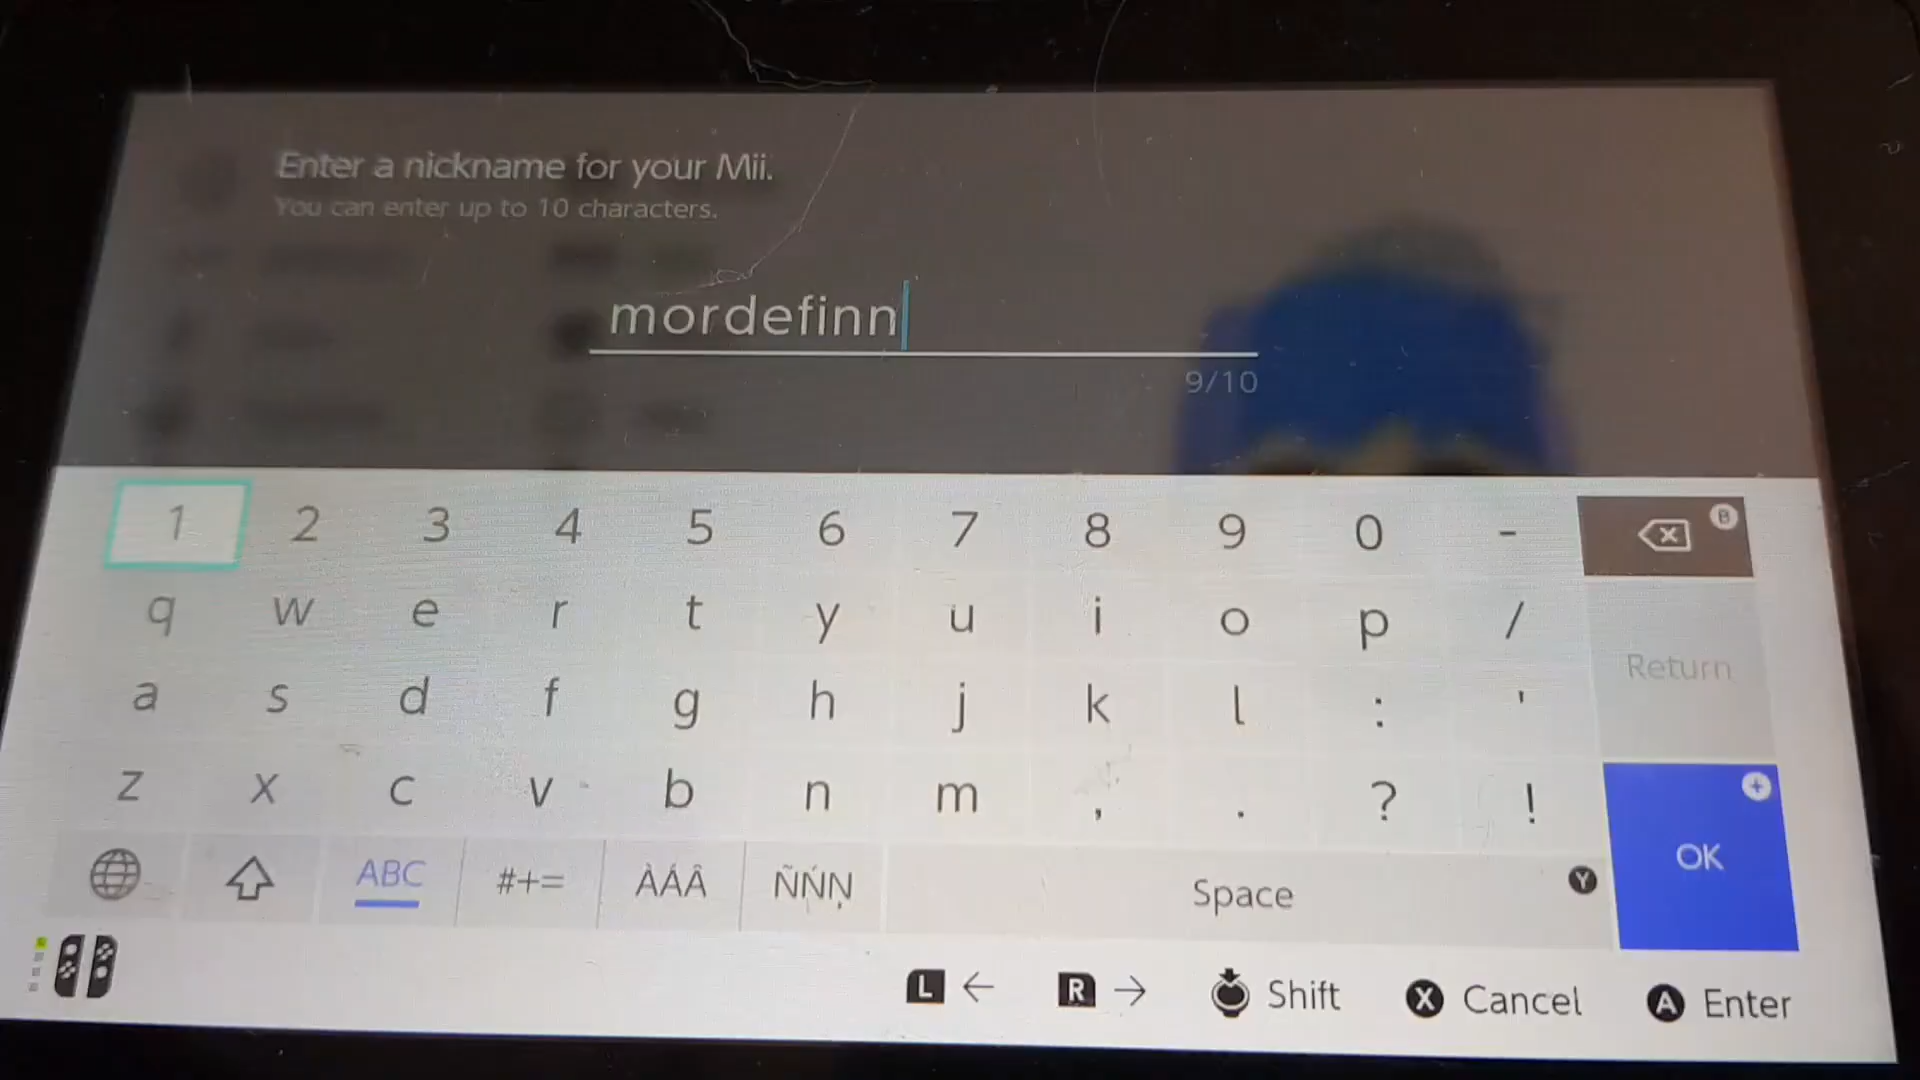 Enter a nickname for your Mii.
You can enter up to 10 characters.
mordefinn
9/10
1 2 3 4 5 6 7 8 9 0 - B
q w e r t y u i o p /
Return
a s d f g h j k l : '
z x c v b n m , . ? !
OK
ABC #+= ÀÁÂ ÑŃŅ Space Y
L ← R → Shift X Cancel A Enter